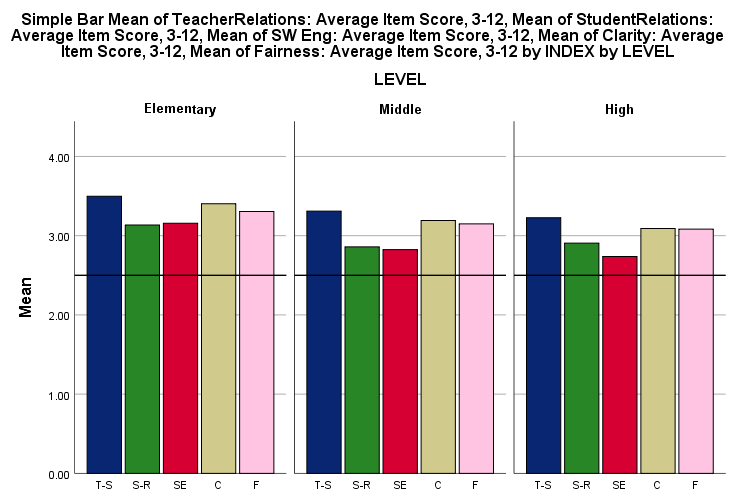 Simple Bar Mean of TeacherRelations: Average Item Score, 3-12, Mean of StudentRelations:
Average Item Score, 3-12, Mean of SW Eng: Average Item Score, 3-12, Mean of Clarity: Average
Item Score, 3-12, Mean of Fairness: Average Item Score, 3-12 by INDEX by LEVEL
LEVEL
Elementary Middle High
4.00
3.00
2.00
1.00
0.00
Mean
T-S S-R SE C F T-S S-R SE C F T-S S-R SE C F